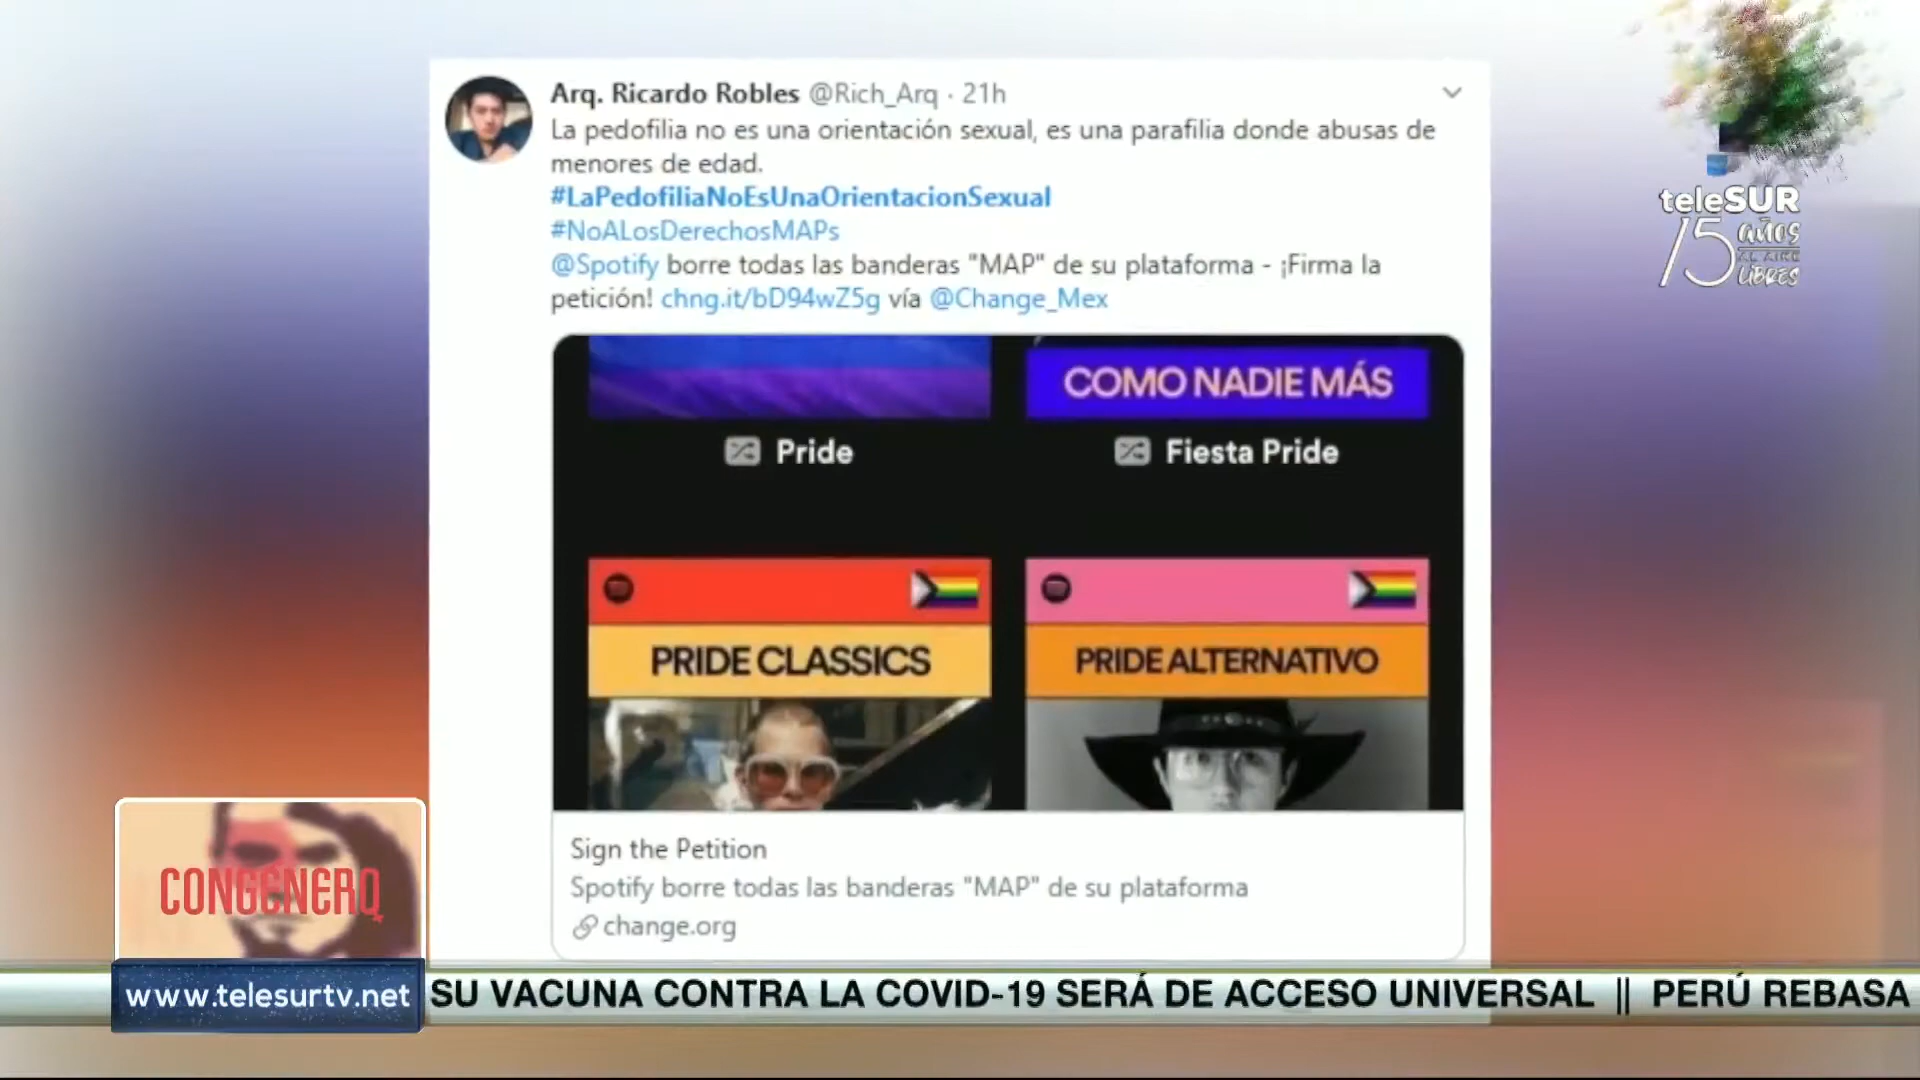 Arq. Ricardo Robles @Rich_Arq · 21h
La pedofilia no es una orientación sexual, es una parafilia donde abusas de
menores de edad.
#LaPedofiliaNoEsUnaOrientacionSexual
#NoALosDerechosMAPs
@Spotify borre todas las banderas "MAP" de su plataforma - ¡Firma la
petición! chng.it/bD94wZ5g vía @Change_Mex
COMO NADIE MÁS
Pride
Fiesta Pride
PRIDE CLASSICS
PRIDE ALTERNATIVO
Sign the Petition
Spotify borre todas las banderas "MAP" de su plataforma
change.org
teleSUR
15 años
AL AIRE
LIBRES
CONGÉNERO
www.telesurtv.net
SU VACUNA CONTRA LA COVID-19 SERÁ DE ACCESO UNIVERSAL || PERÚ REBASA